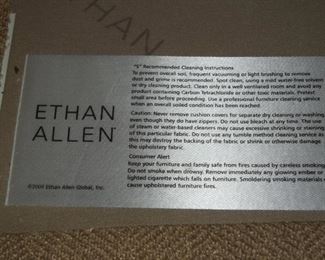 ETHAN
"S" Recommended Cleaning Instructions
To prevent overall soil, frequent vacuuming or light brushing to remove
dust and grime is recommended. Spot clean, using a mild water-free solvent
or dry cleaning product. Clean only in a well ventilated room and avoid any
product containing Carbon Tetrachloride or other toxic materials. Pretest
small area before proceeding. Use a professional furniture cleaning service
when an overall soiled condition has been reached.
Caution: Never remove cushion covers for separate dry cleaning or washing
even though they do have zippers. Do not use bleach at any time. The use
of steam or water-based cleaners may cause excessive shrinking or staining
of this particular fabric. Do not use any tumble method cleaning service as
this may destroy the backing of the fabric or shrink or otherwise damage
the upholstery fabric.
Consumer Alert
Keep your furniture and family safe from fires caused by careless smoking.
Do not smoke when drowsy. Remove immediately any glowing ember or
lighted cigarette which falls on furniture. Smoldering smoking materials
cause upholstered furniture fires.
ETHAN
ALLEN
©2009 Ethan Allen Global, Inc.